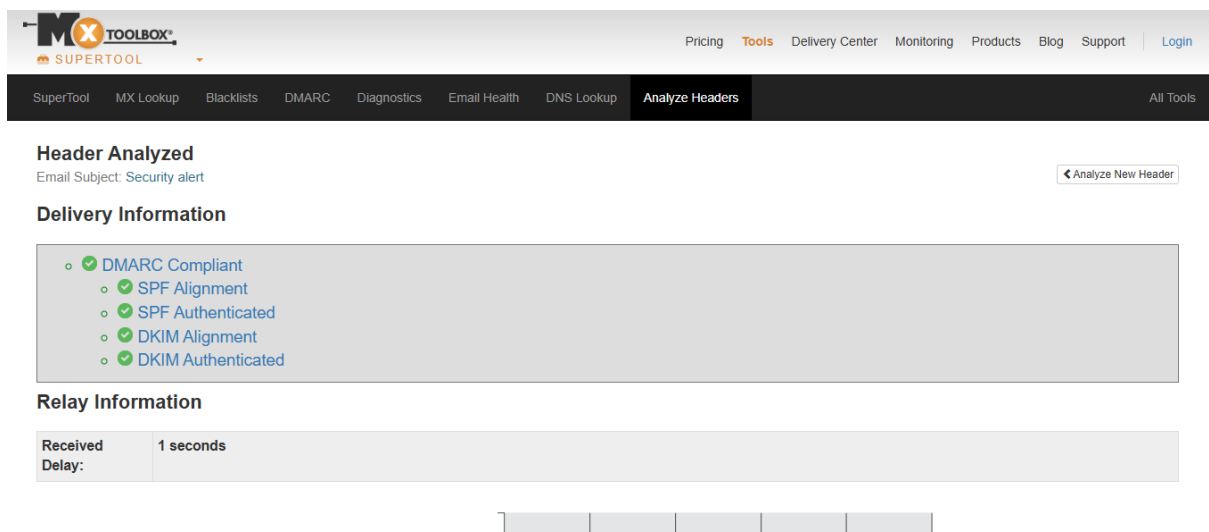 MX TOOLBOX®
SUPERTOOL
Pricing Tools Delivery Center Monitoring Products Blog Support Login
SuperTool MX Lookup Blacklists DMARC Diagnostics Email Health DNS Lookup Analyze Headers All Tools
Header Analyzed
Email Subject: Security alert
Analyze New Header
Delivery Information
DMARC Compliant
SPF Alignment
SPF Authenticated
DKIM Alignment
DKIM Authenticated
Relay Information
Received 1 seconds
Delay: